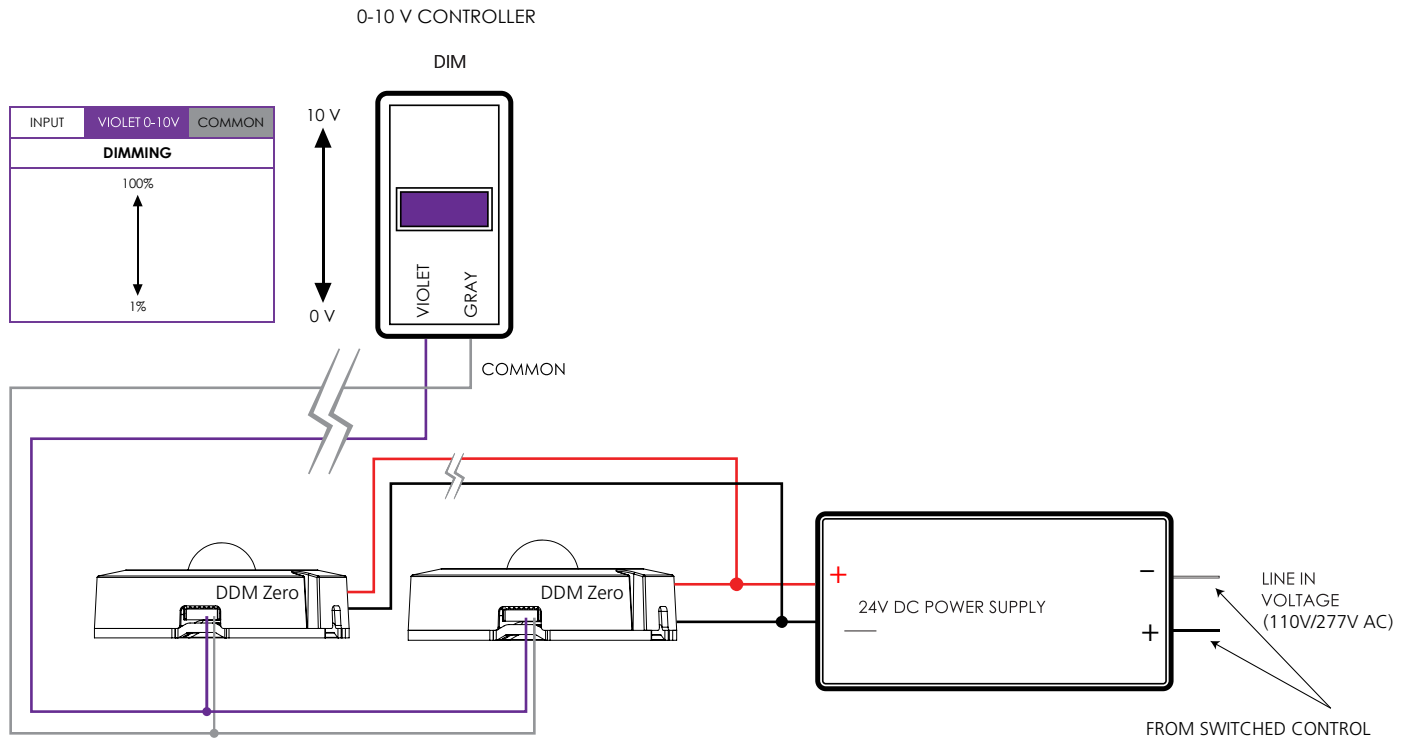 0-10 V CONTROLLER
DIM
INPUT VIOLET 0-10V COMMON
DIMMING
100%
1%
10 V
0 V
VIOLET
GRAY
COMMON
DDM Zero
DDM Zero
+
−
24V DC POWER SUPPLY
—
+
LINE IN
VOLTAGE
(110V/277V AC)
FROM SWITCHED CONTROL